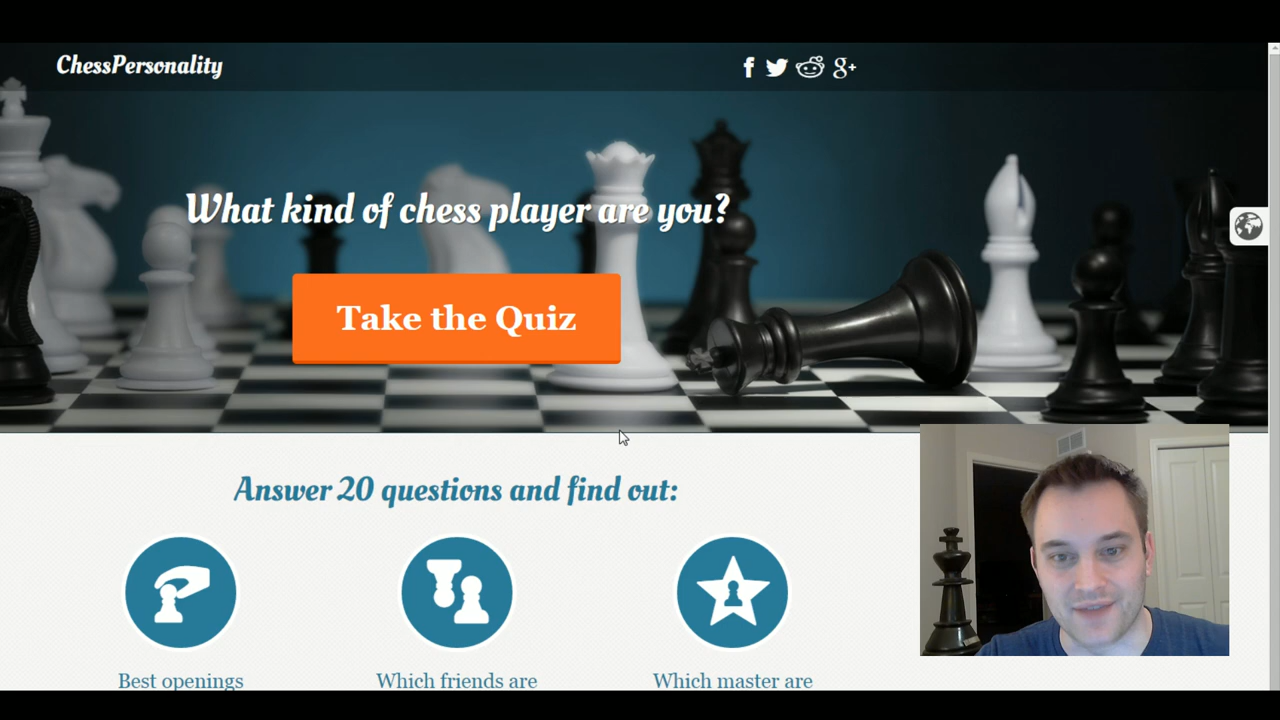 ChessPersonality
What kind of chess player are you?
Take the Quiz
Answer 20 questions and find out:
Best openings
Which friends are
Which master are